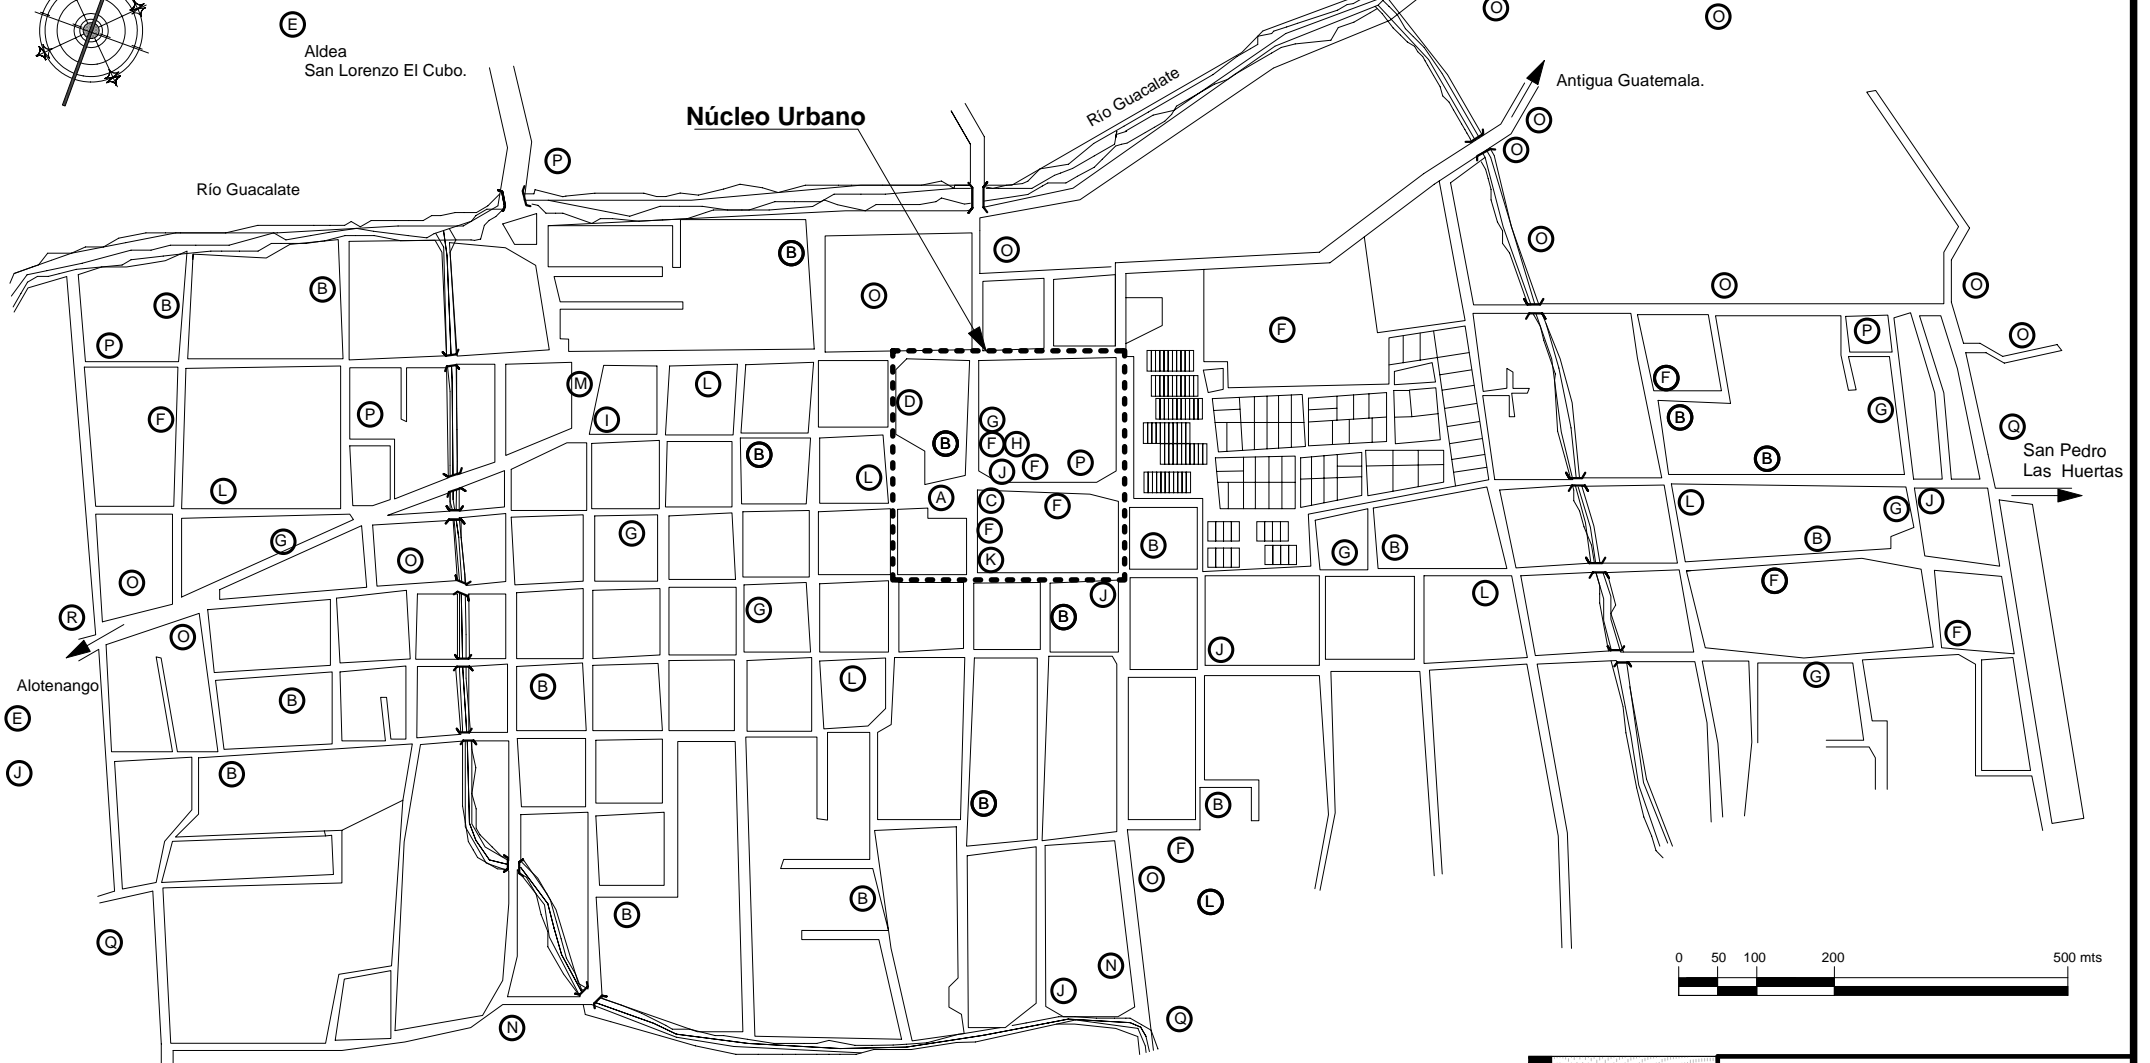 E
O
O
Aldea
San Lorenzo El Cubo.
Antigua Guatemala.
Río Guacalate
Núcleo Urbano
O
O
P
Río Guacalate
O
B
O
B
B
O
O
O
F
P
P
O
M
L
F
D
F
P
I
B
G
F
G
Q
B
F
H
San Pedro
Las Huertas
B
L
J
F
P
B
L
A
C
F
L
G
J
G
F
G
B
G
B
B
O
O
K
F
R
G
B
J
L
O
J
F
Alotenango
B
B
L
G
E
J
B
B
B
F
O
L
B
B
Q
N
J
Q
N
0 50 100 200 500 mts